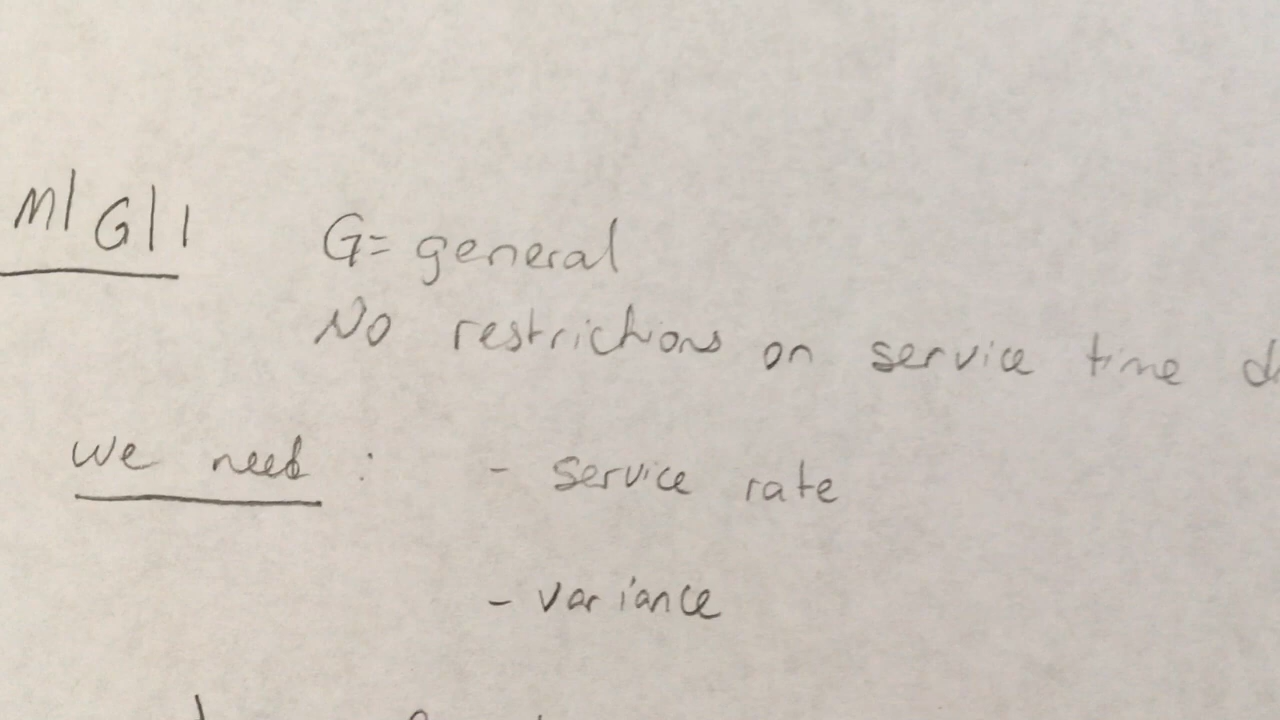 M/G/1 G= general
No restrictions on service time
we need : - service rate
- variance